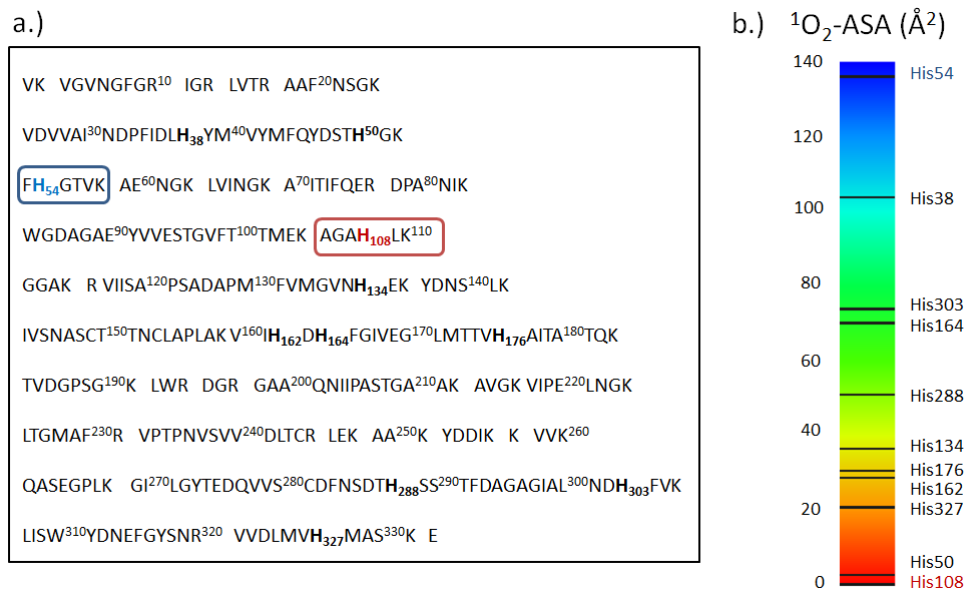 a.)
VK VGVNGFGR¹⁰ IGR LVTR AAF²⁰NSGK
VDVVAI³⁰NDPFIDLH₃₈YM⁴⁰VYMFQYDSTH⁵⁰GK
FH₅₄GTVK AE⁶⁰NGK LVINGK A⁷⁰ITIFQER DPA⁸⁰NIK
WGDAGAE⁹⁰YVVESTGVFT¹⁰⁰TMEK AGAH₁₀₈LK¹¹⁰
GGAK R VIISA¹²⁰PSADAPM¹³⁰FVMGVNH₁₃₄EK YDNS¹⁴⁰LK
IVSNASCT¹⁵⁰TNCLAPLAK V¹⁶⁰IH₁₆₂DH₁₆₄FGIVEG¹⁷⁰LMTTVH₁₇₆AITA¹⁸⁰TQK
TVDGPSG¹⁹⁰K LWR DGR GAA²⁰⁰QNIIPASTGA²¹⁰AK AVGK VIPE²²⁰LNGK
LTGMAF²³⁰R VPTPNVSVV²⁴⁰DLTCR LEK AA²⁵⁰K YDDIK K VVK²⁶⁰
QASEGPLK GI²⁷⁰LGYTEDQVVS²⁸⁰CDFNSDTH₂₈₈SS²⁹⁰TFDAGAGIAL³⁰⁰NDH₃₀₃FVK
LISW³¹⁰YDNEFGYSNR³²⁰ VVDLMVH₃₂₇MAS³³⁰K E
b.) ¹O₂-ASA (Å²)
140
His54
120
100
His38
80
His303
His164
60
His288
40
His134
His176
His162
20
His327
His50
0
His108